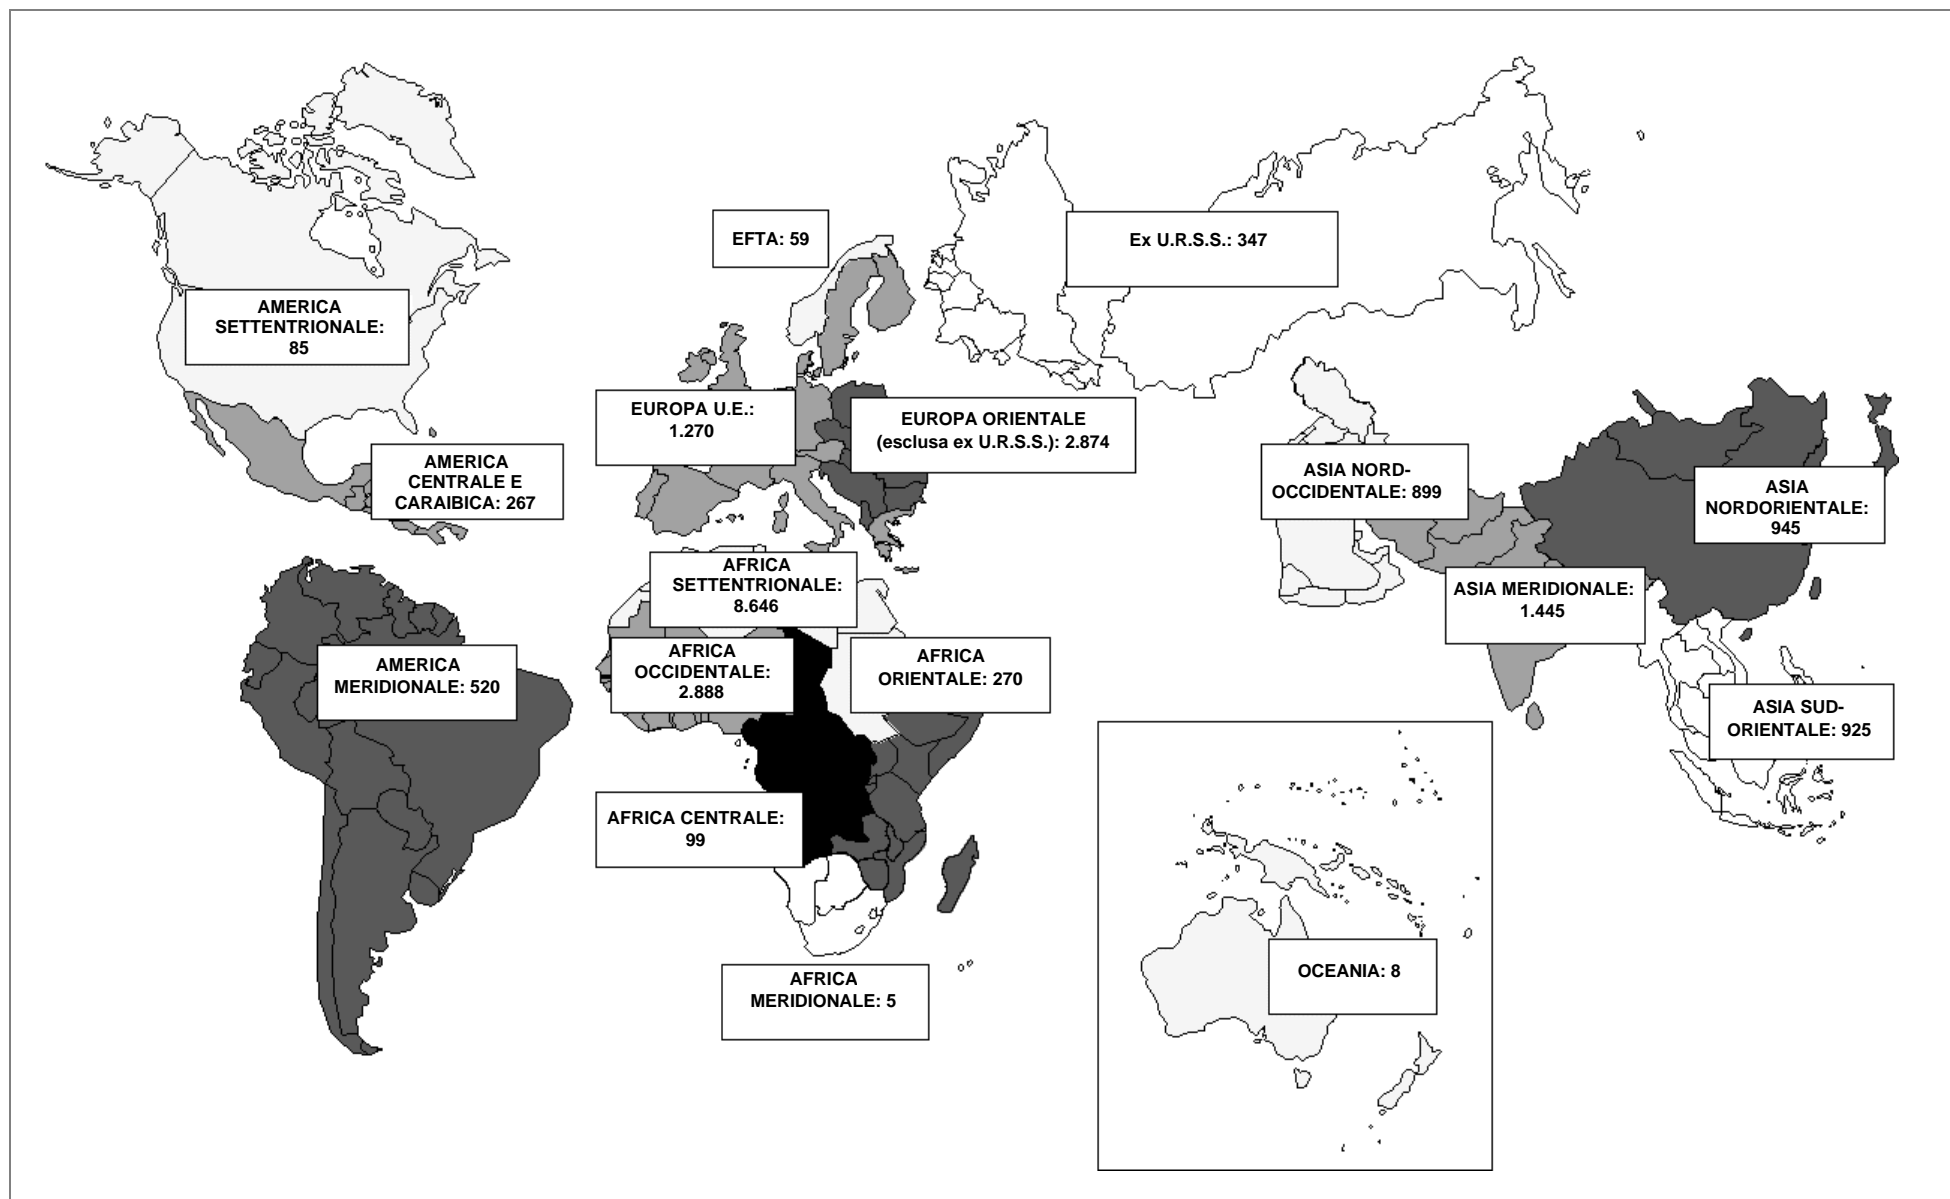 EFTA: 59
Ex U.R.S.S.: 347
AMERICA
SETTENTRIONALE:
85
EUROPA U.E.:
1.270
EUROPA ORIENTALE
(esclusa ex U.R.S.S.): 2.874
AMERICA
CENTRALE E
CARAIBICA: 267
ASIA NORD-
OCCIDENTALE: 899
ASIA
NORDORIENTALE:
945
AFRICA
SETTENTRIONALE:
8.646
ASIA MERIDIONALE:
1.445
AMERICA
MERIDIONALE: 520
AFRICA
OCCIDENTALE:
2.888
AFRICA
ORIENTALE: 270
ASIA SUD-
ORIENTALE: 925
AFRICA CENTRALE:
99
OCEANIA: 8
AFRICA
MERIDIONALE: 5